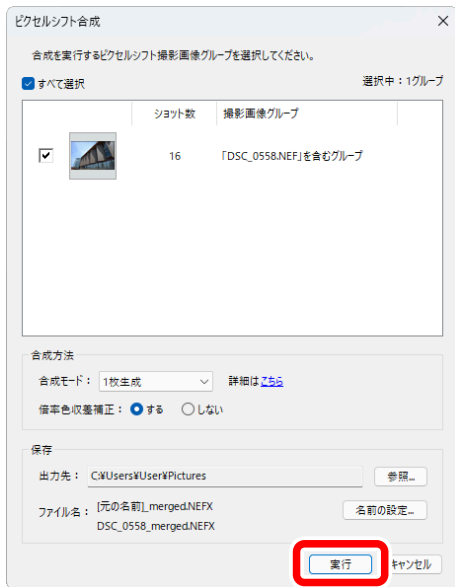 ピクセルシフト合成
合成を実行するピクセルシフト撮影画像グループを選択してください。
すべて選択 選択中：1グループ
ショット数 撮影画像グループ
16 「DSC_0558.NEF」を含むグループ
合成方法
合成モード： 1枚生成 詳細はこちら
倍率色収差補正： する しない
保存
出力先： C:¥Users¥User¥Pictures 参照...
ファイル名： [元の名前]_merged.NEFX 名前の設定...
DSC_0558_merged.NEFX
実行 キャンセル